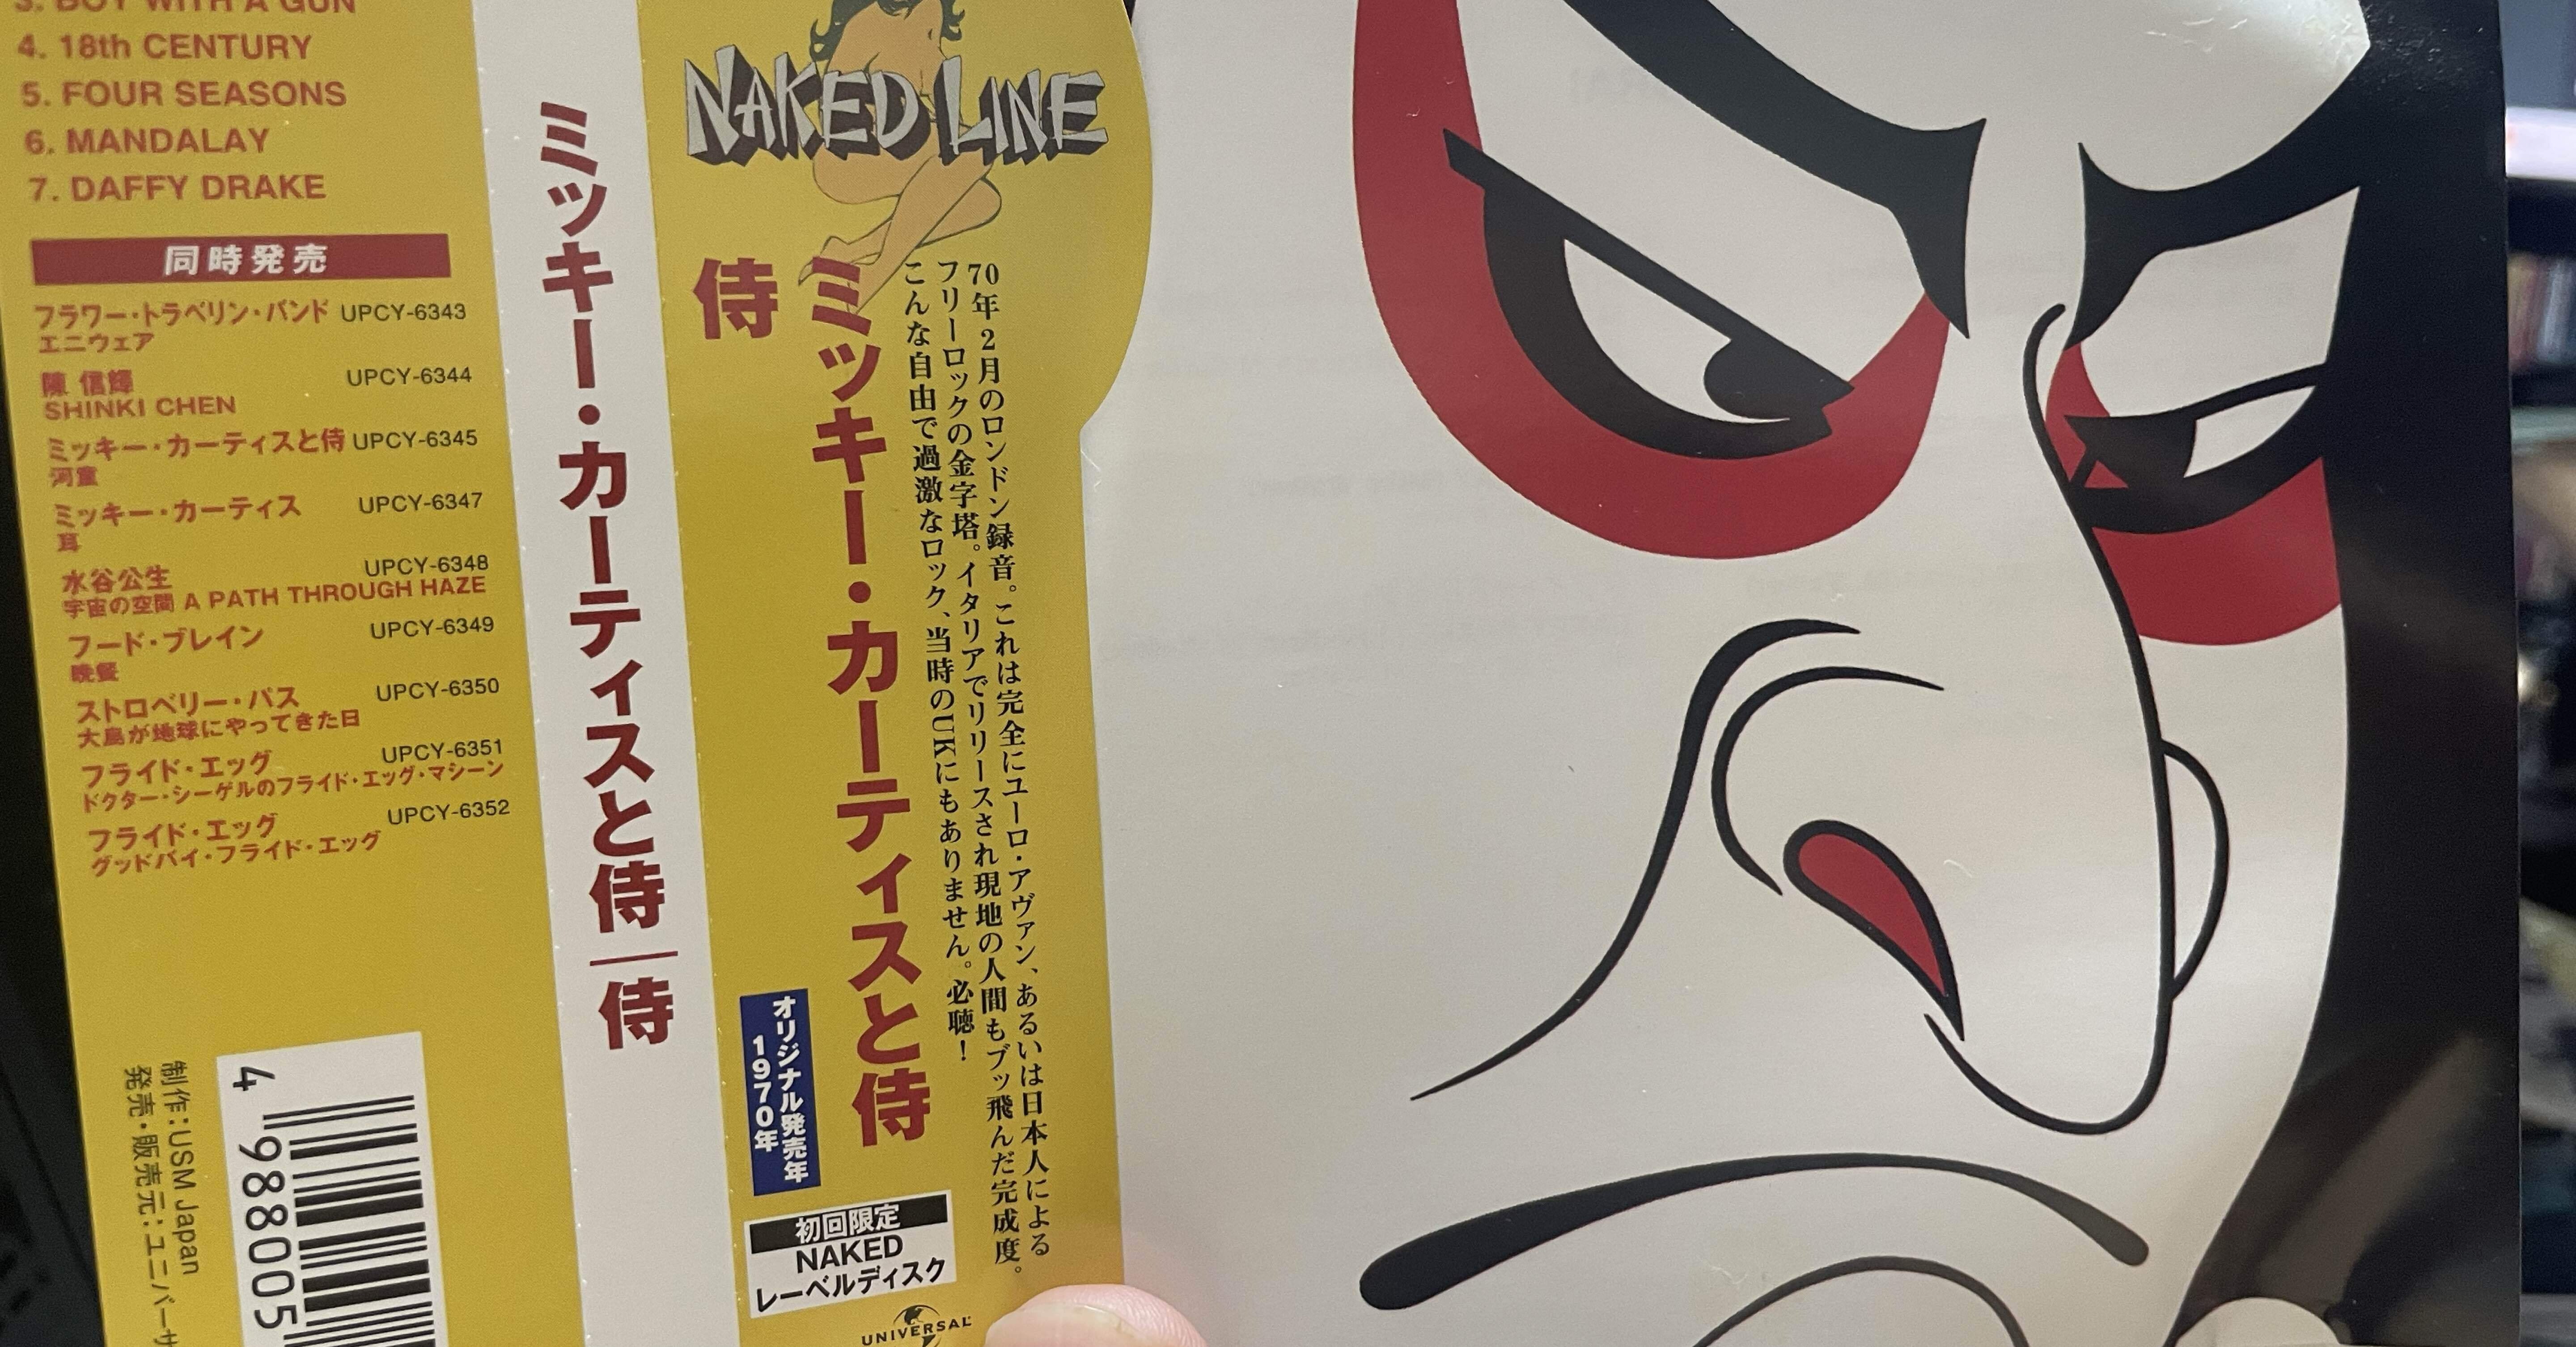 3. BOY WITH A GUN
4. 18th CENTURY
5. FOUR SEASONS
6. MANDALAY
7. DAFFY DRAKE
同時発売
フラワー・トラベリン・バンド UPCY-6343
エニウェア
陳 信輝 UPCY-6344
SHINKI CHEN
ミッキー・カーティスと侍 UPCY-6345
河童
ミッキー・カーティス UPCY-6347
耳
水谷公生 UPCY-6348
宇宙の空間 A PATH THROUGH HAZE
フード・ブレイン UPCY-6349
晩餐
ストロベリー・パス UPCY-6350
大鳥が地球にやってきた日
フライド・エッグ UPCY-6351
ドクター・シーゲルのフライド・エッグ・マシーン
フライド・エッグ UPCY-6352
グッドバイ・フライド・エッグ
制作:USM Japan
発売・販売元:ユニバーサ
4 988005
ミッキー・カーティスと侍|侍
NAKED LINE
70年2月のロンドン録音。これは完全にユーロ・アヴァン、あるいは日本人による
フリーロックの金字塔。イタリアでリリースされ現地の人間もブッ飛んだ完成度。
こんな自由で過激なロック、当時のUKにもありません。必聴!
ミッキー・カーティスと侍
侍
オリジナル発売年
1970年
初回限定
NAKED
レーベルディスク
UNIVERSAL